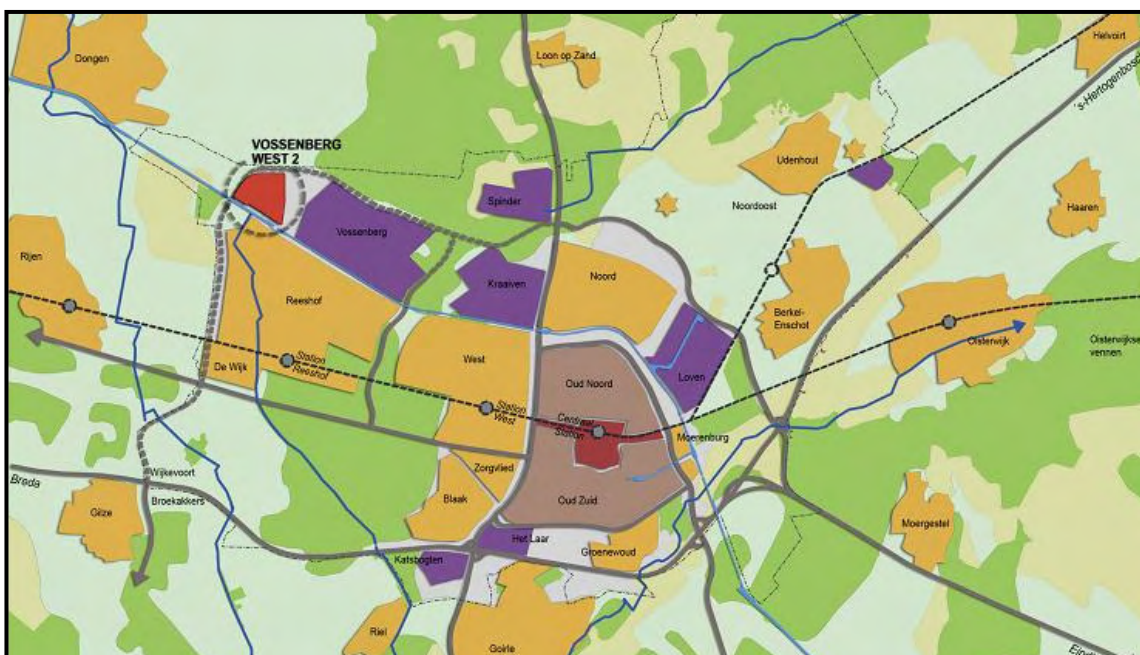 Dongen
Loon op Zand
Helvoirt
's-Hertogenbosch
VOSSENBERG
WEST 2
Udenhout
Spinder
Noordoost
Haaren
Vossenberg
Rijen
Kraaiven
Noord
Reeshof
Berkel-
Enschot
Oisterwijk
Oisterwijkse
vennen
De Wijk
Station
Reeshof
West
Oud Noord
Loven
Station
West
Centraal
Station
Moerenburg
Zorgvlied
Wijkevoort
Breda
Broekakkers
Blaak
Oud Zuid
Gilze
Moergestel
Het Laar
Groenewoud
Katsbogten
Riel
Goirle